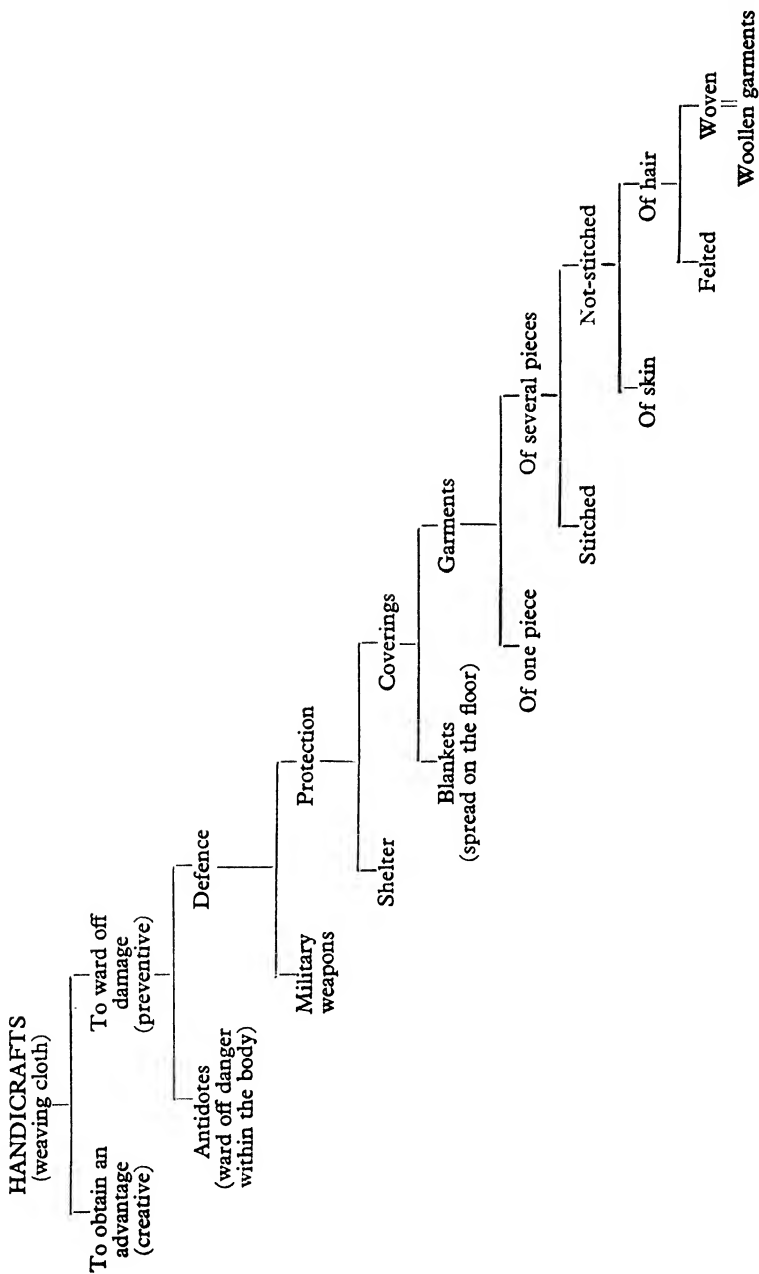 HANDICRAFTS
(weaving cloth)
To obtain an
advantage
(creative)
To ward off
damage
(preventive)
Antidotes
(ward off danger
within the body)
Defence
Military
weapons
Protection
Shelter
Coverings
Blankets
(spread on the floor)
Garments
Of one piece
Of several pieces
Stitched
Not-stitched
Of skin
Of hair
Felted
Woven
Woollen garments